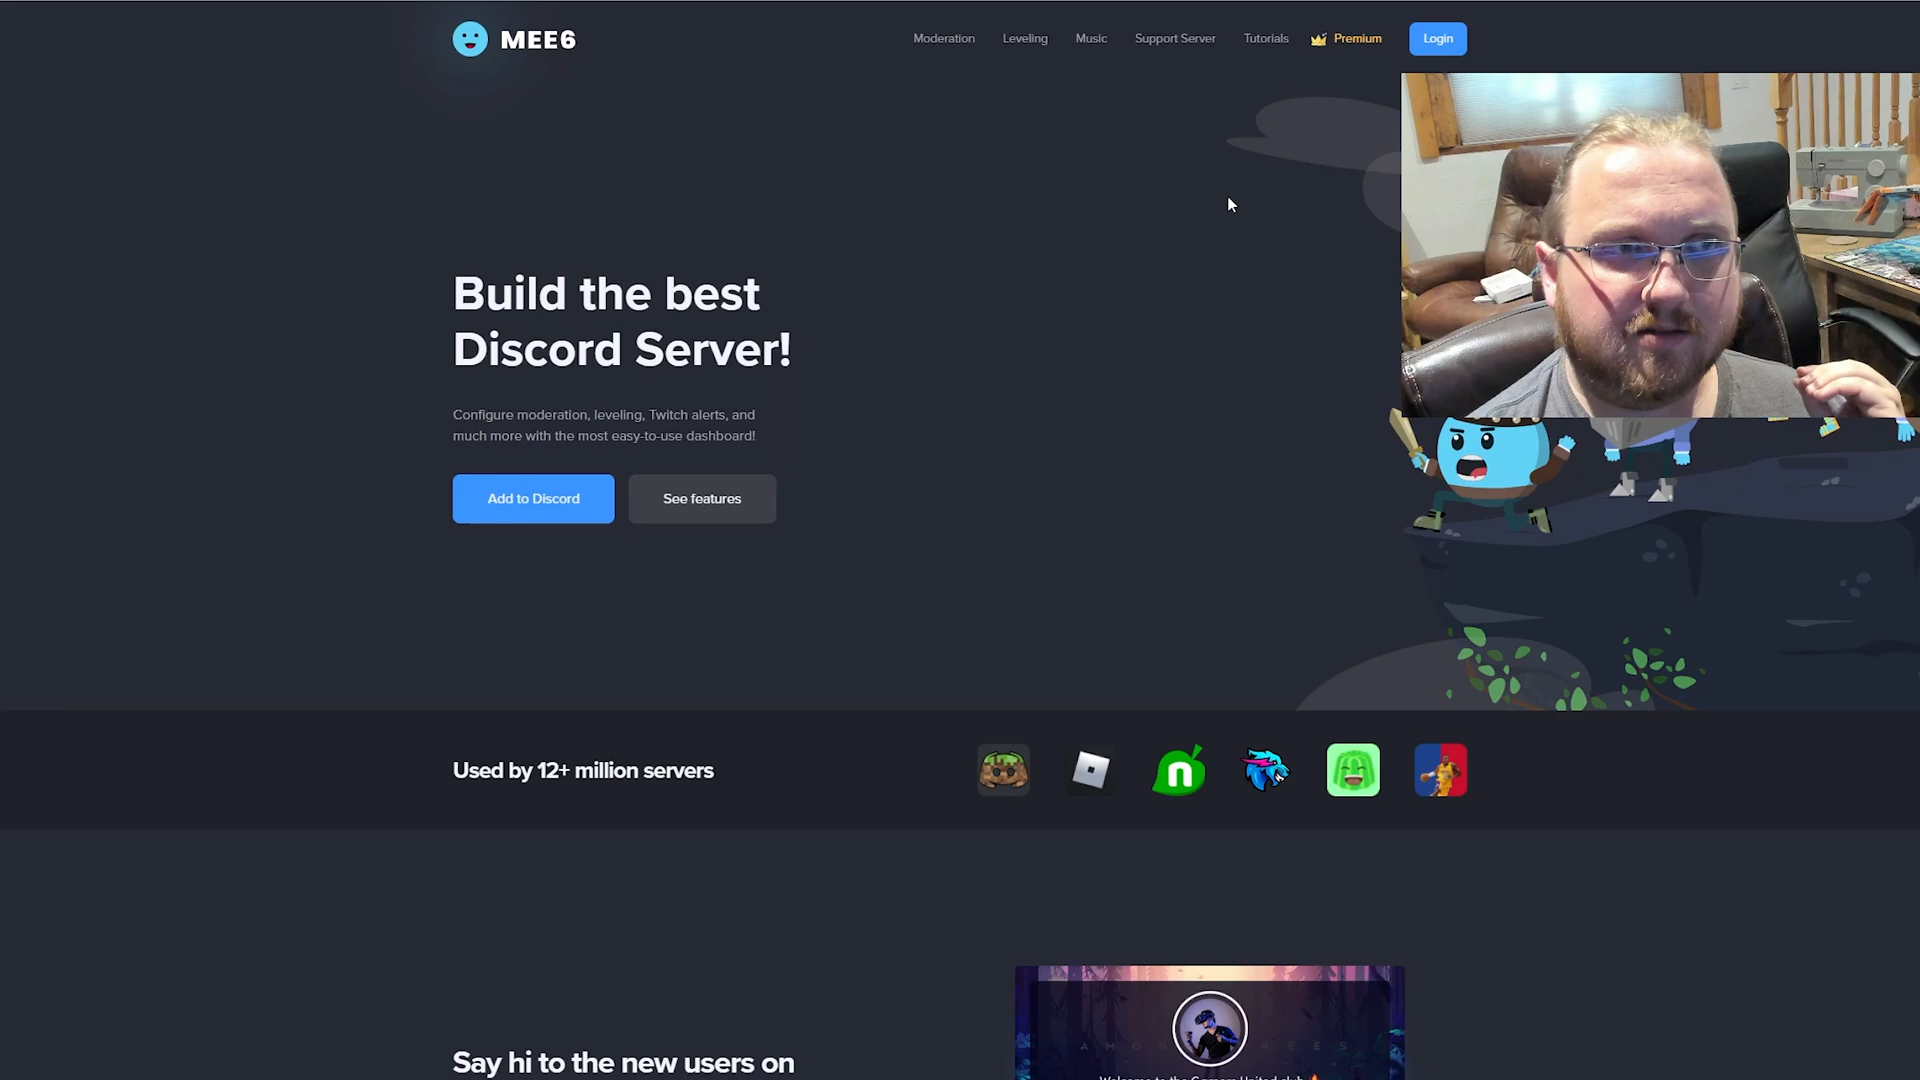 MEE6
Moderation
Leveling
Music
Support Server
Tutorials
Premium
Login
Build the best
Discord Server!
Configure moderation, leveling, Twitch alerts, and
much more with the most easy-to-use dashboard!
Add to Discord
See features
Used by 12+ million servers
n
Say hi to the new users on